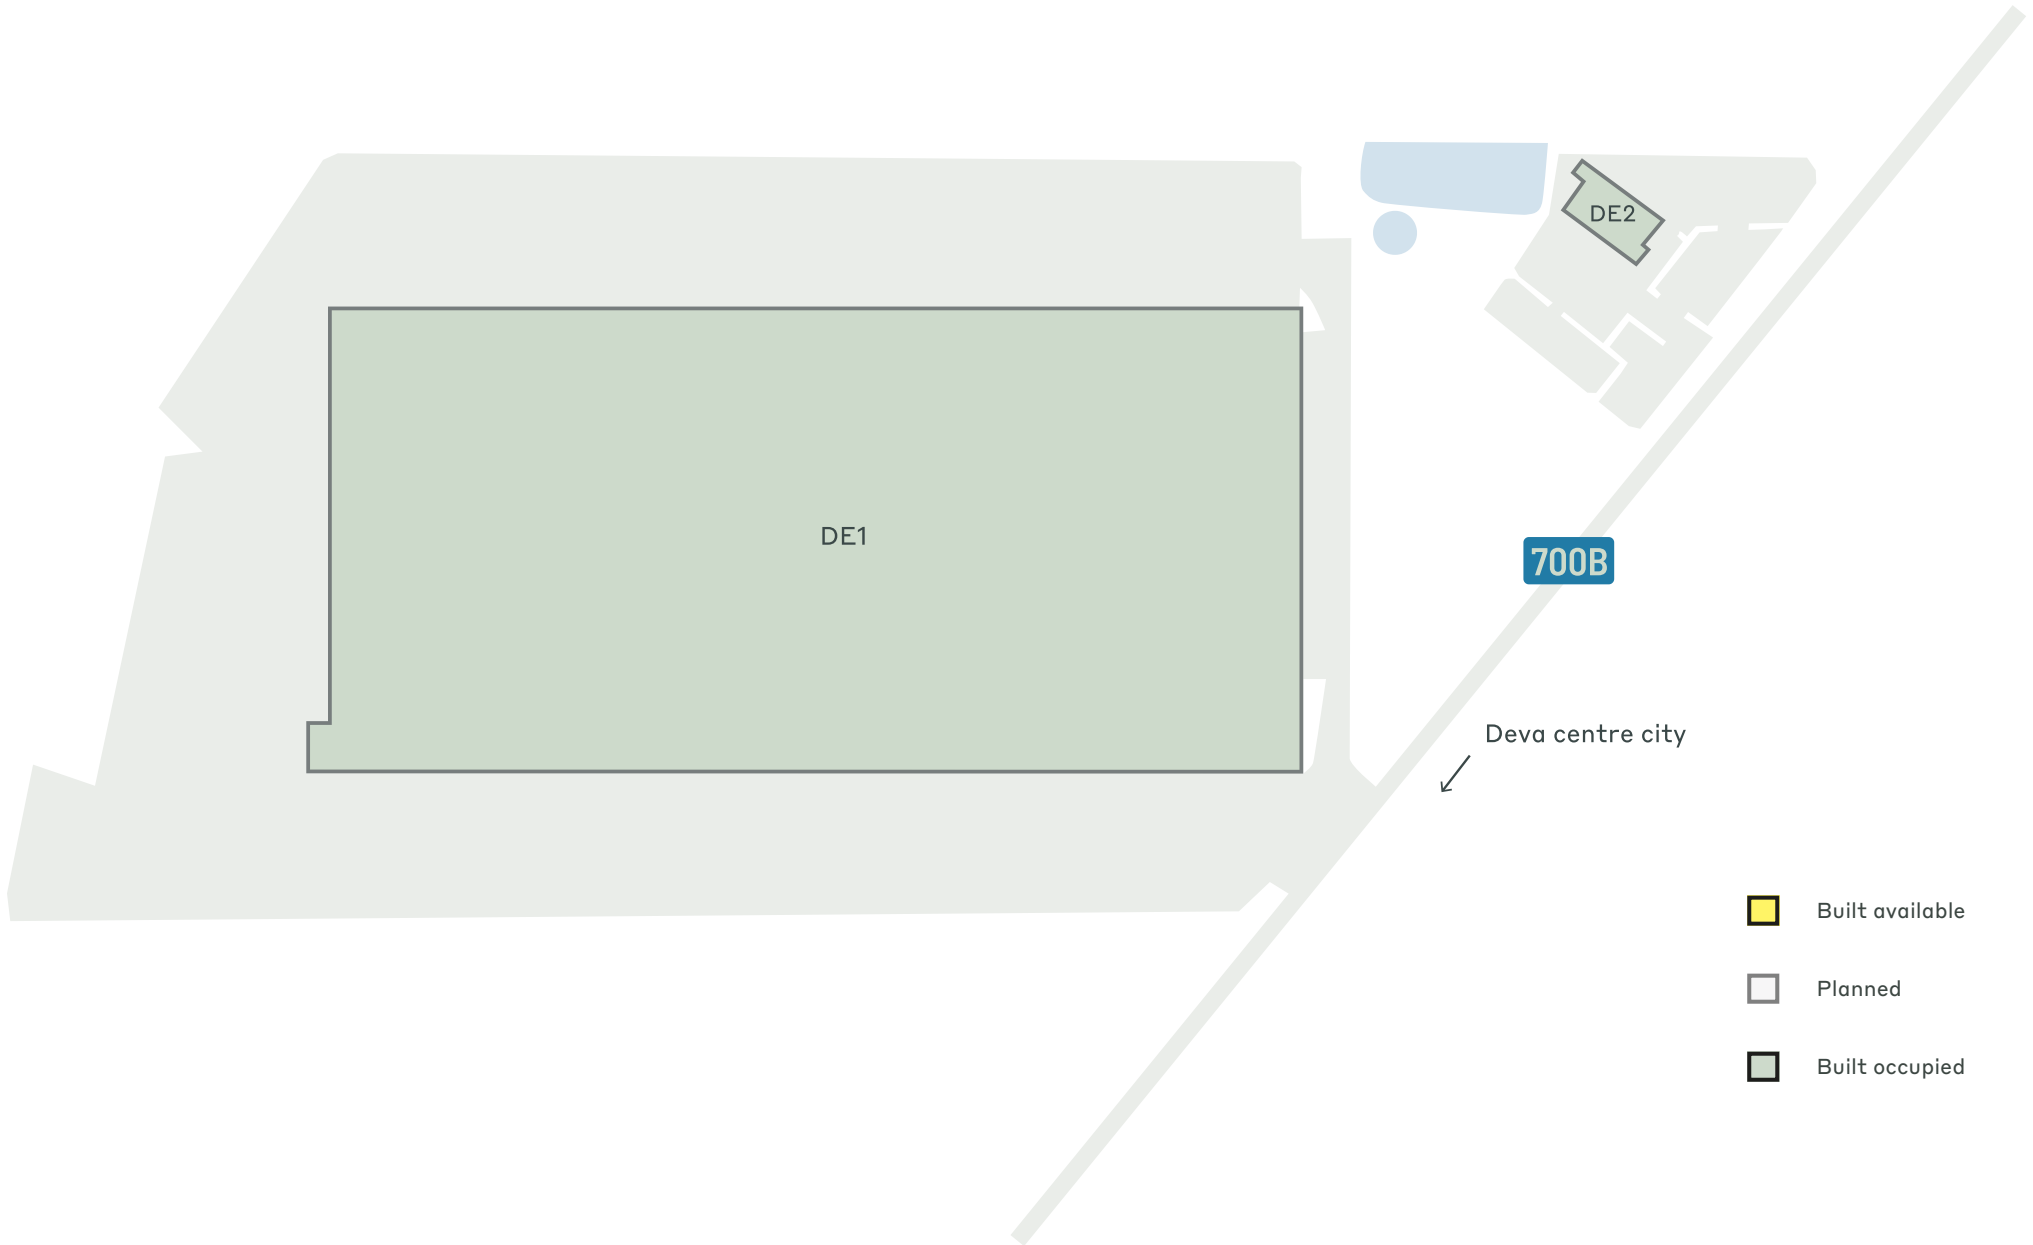 DE2
DE1
700B
Deva centre city
Built available
Planned
Built occupied